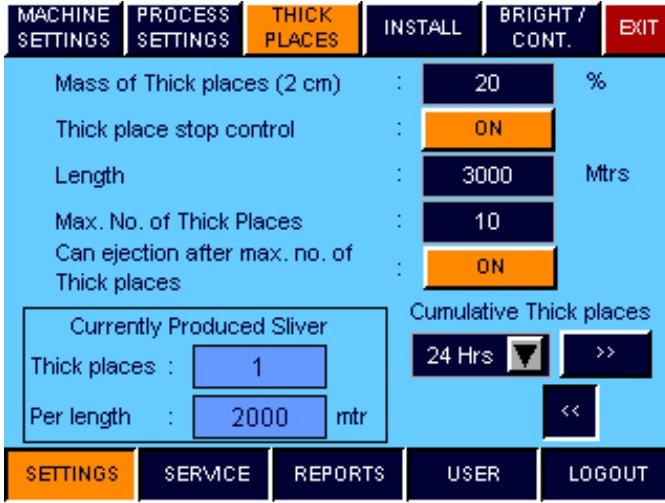 MACHINE SETTINGS PROCESS SETTINGS THICK PLACES INSTALL BRIGHT / CONT. EXIT
Mass of Thick places (2 cm) : 20 %
Thick place stop control : ON
Length : 3000 Mtrs
Max. No. of Thick Places : 10
Can ejection after max. no. of
Thick places : ON
Currently Produced Sliver
Thick places : 1
Per length : 2000 mtr
Cumulative Thick places
24 Hrs >>
<<
SETTINGS SERVICE REPORTS USER LOGOUT